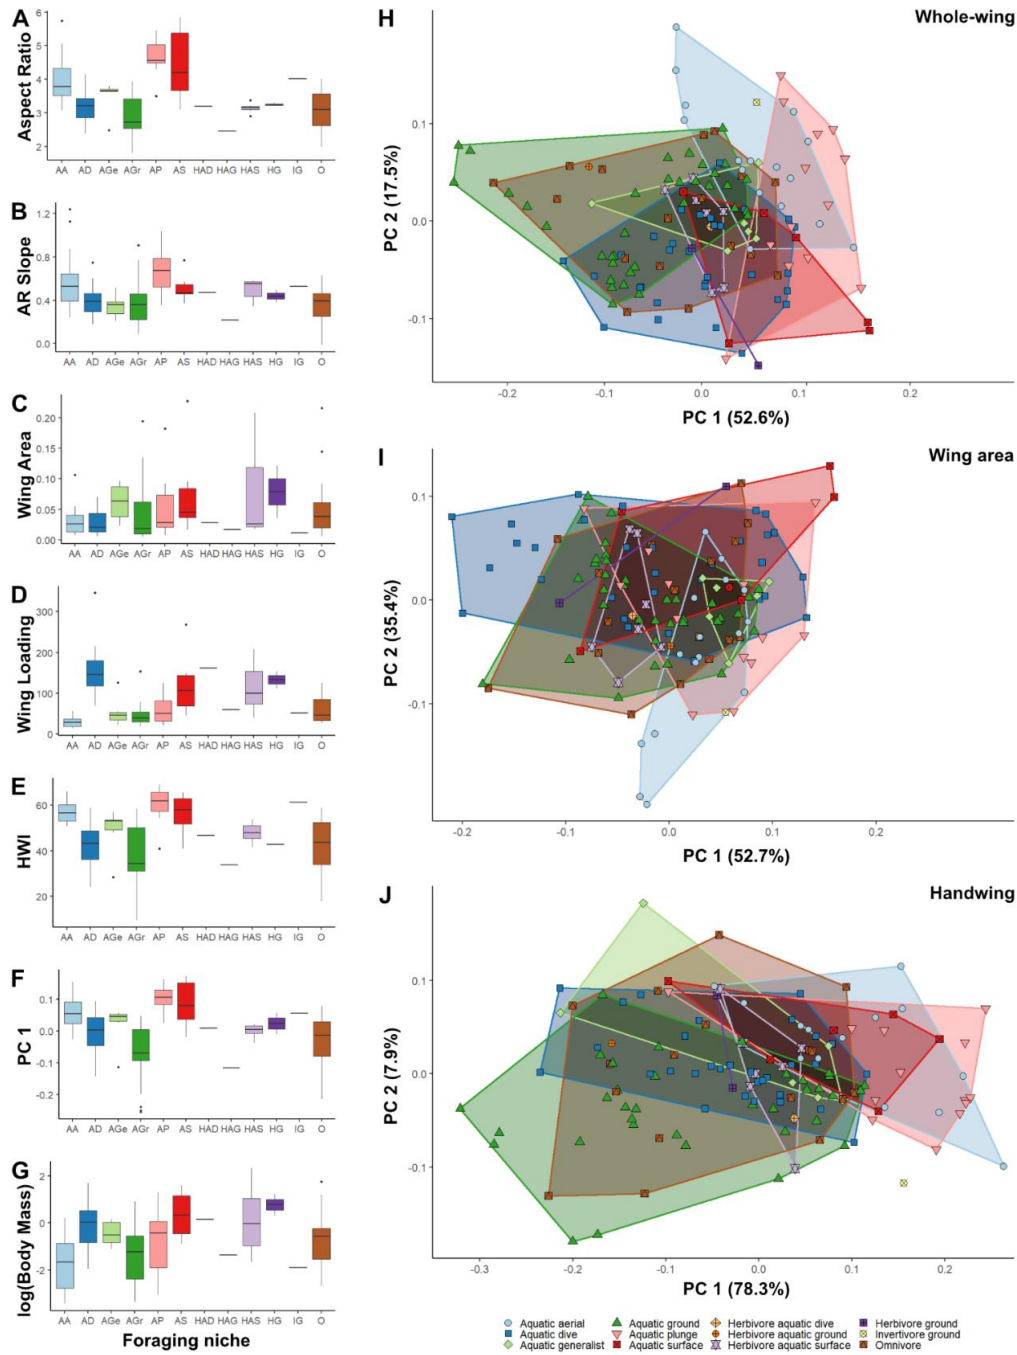 A
Aspect Ratio
6
5
4
3
2
AA AD AGe AGr AP AS HAD HAG HAS HG IG O
B
AR Slope
1.2
0.8
0.4
0.0
AA AD AGe AGr AP AS HAD HAG HAS HG IG O
C
Wing Area
0.20
0.15
0.10
0.05
0.00
AA AD AGe AGr AP AS HAD HAG HAS HG IG O
D
Wing Loading
300
200
100
0
AA AD AGe AGr AP AS HAD HAG HAS HG IG O
E
HWI
60
40
20
AA AD AGe AGr AP AS HAD HAG HAS HG IG O
F
PC 1
0.1
0.0
-0.1
-0.2
AA AD AGe AGr AP AS HAD HAG HAS HG IG O
G
log(Body Mass)
2
0
-2
AA AD AGe AGr AP AS HAD HAG HAS HG IG O
Foraging niche
H
Whole-wing
PC 2 (17.5%)
0.1
0.0
-0.1
-0.2 -0.1 0.0 0.1 0.2
PC 1 (52.6%)
I
Wing area
PC 2 (35.4%)
0.1
0.0
-0.1
-0.2 -0.1 0.0 0.1 0.2
PC 1 (52.7%)
J
Handwing
PC 2 (7.9%)
0.1
0.0
-0.1
-0.3 -0.2 -0.1 0.0 0.1 0.2
PC 1 (78.3%)
Aquatic aerial Aquatic ground Herbivore aquatic dive Herbivore ground
Aquatic dive Aquatic plunge Herbivore aquatic ground Invertivore ground
Aquatic generalist Aquatic surface Herbivore aquatic surface Omnivore